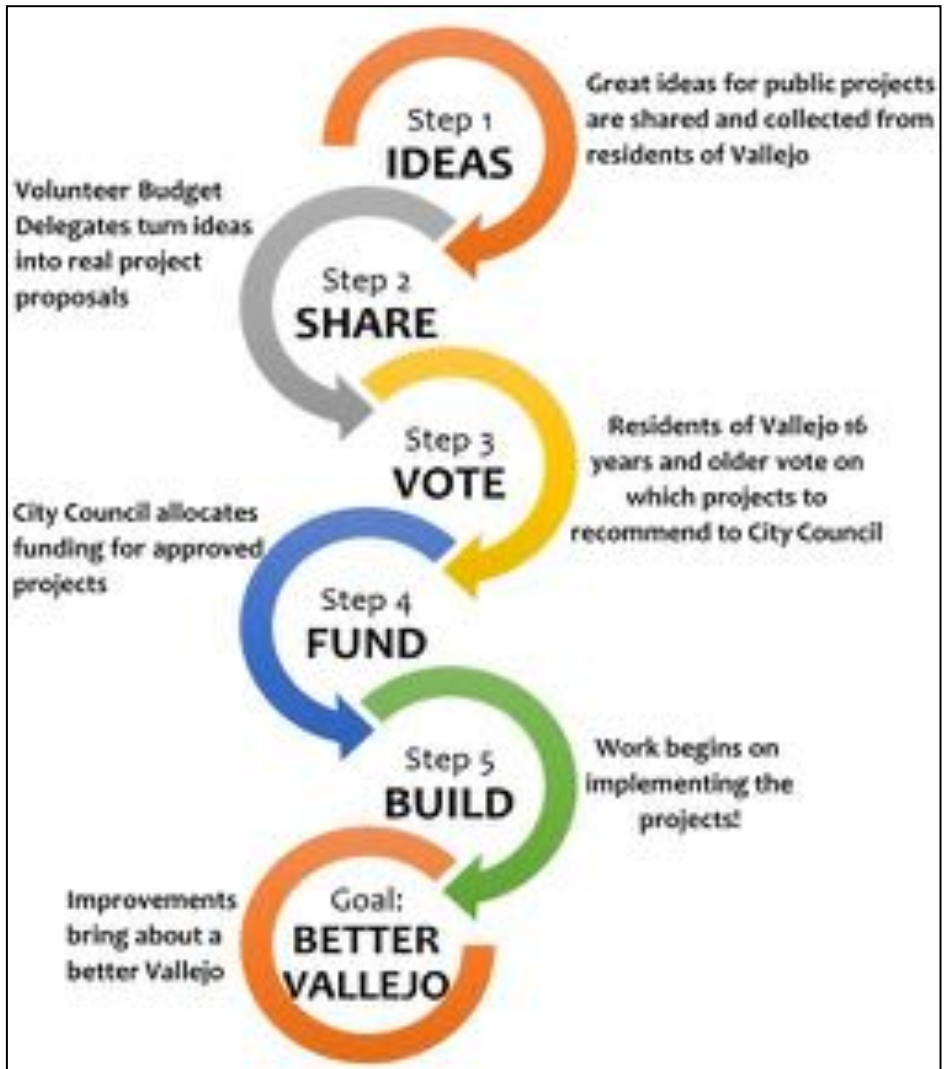 Step 1
IDEAS
Great ideas for public projects
are shared and collected from
residents of Vallejo
Volunteer Budget
Delegates turn ideas
into real project
proposals
Step 2
SHARE
Step 3
VOTE
Residents of Vallejo 16
years and older vote on
which projects to
recommend to City Council
City Council allocates
funding for approved
projects
Step 4
FUND
Step 5
BUILD
Work begins on
implementing the
projects!
Improvements
bring about a
better Vallejo
Goal:
BETTER
VALLEJO